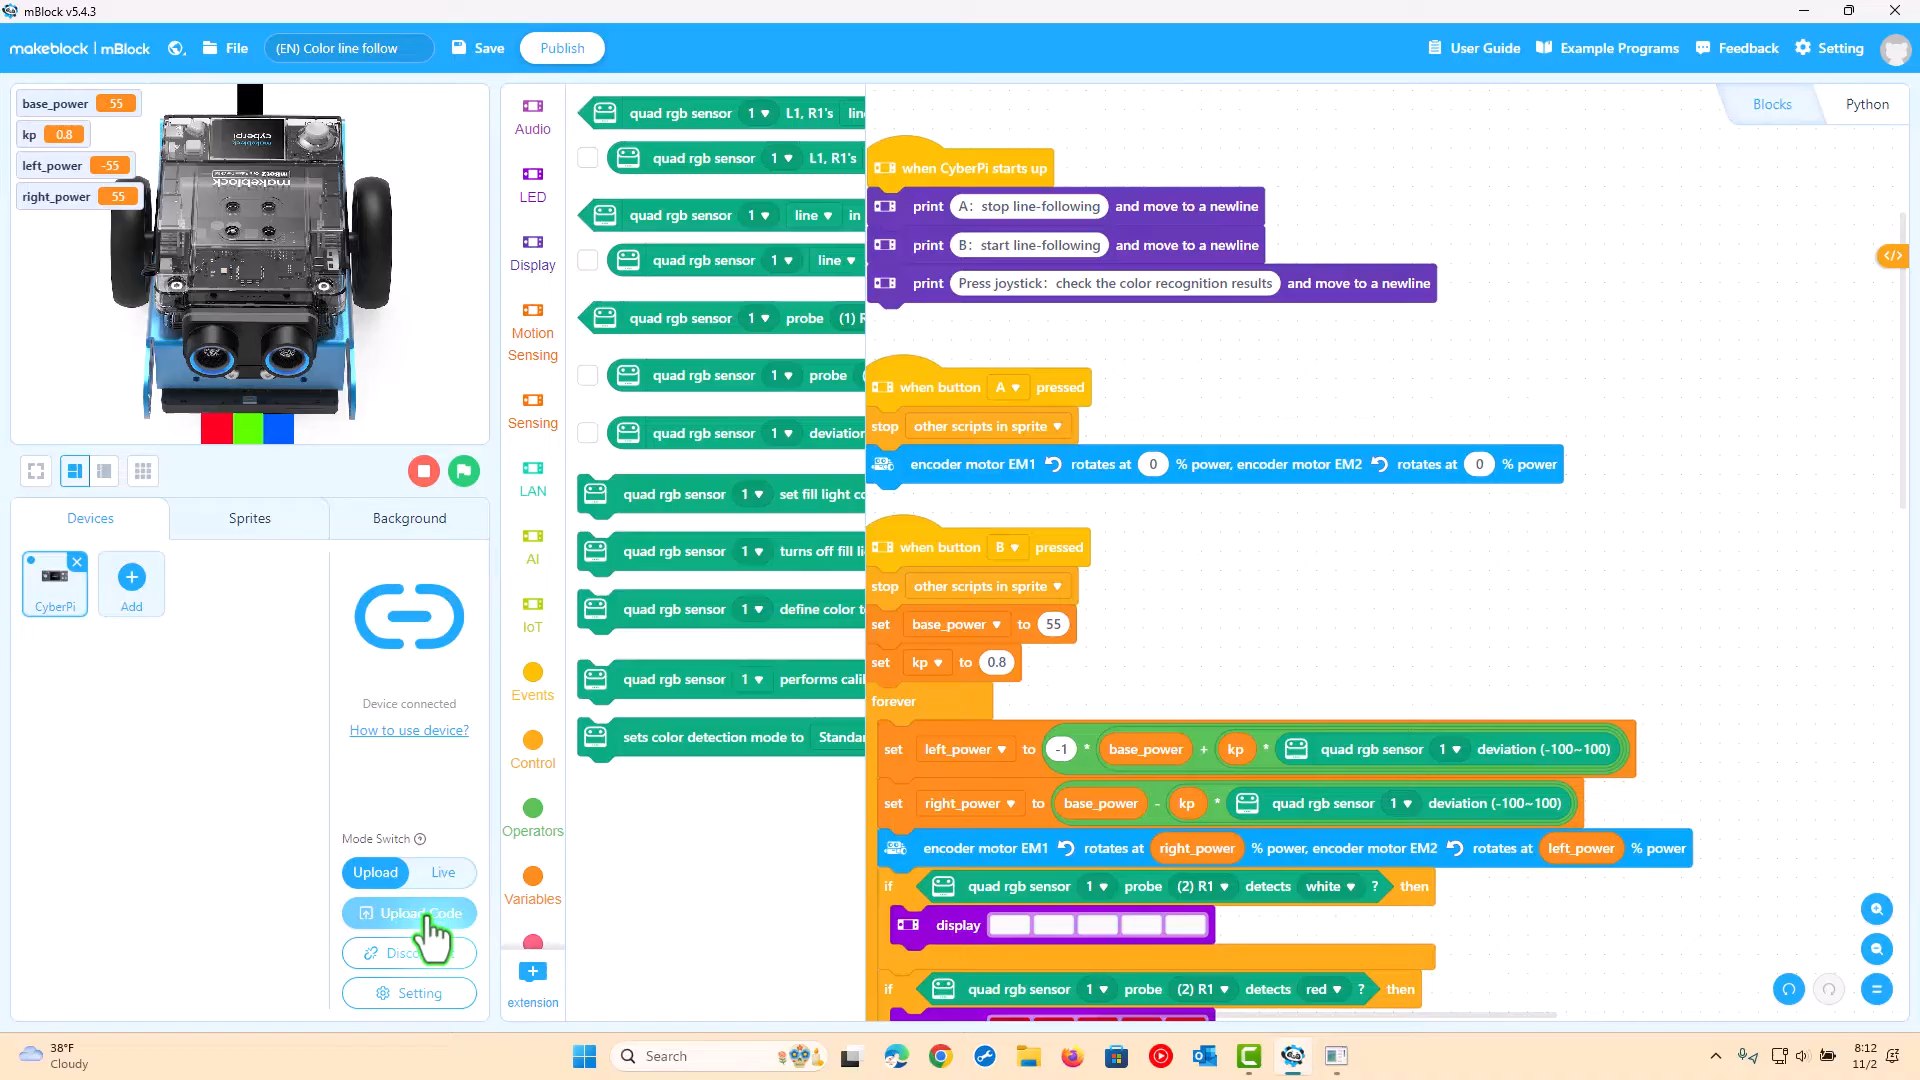 mBlock v5.4.3
makeblock | mBlock
File
(EN) Color line follow
Save
Publish
User Guide
Example Programs
Feedback
Setting
base_power 55
kp 0.8
left_power -55
right_power 55
cyberpi
makeblock
Devices
Sprites
Background
CyberPi
Add
Device connected
How to use device?
Mode Switch
Upload
Live
Upload Code
Setting
Audio
LED
Display
Motion
Sensing
Sensing
LAN
AI
IoT
Events
Control
Operators
Variables
extension
quad rgb sensor 1 L1, R1's
quad rgb sensor 1 L1, R1's
quad rgb sensor 1 line in
quad rgb sensor 1 line
quad rgb sensor 1 probe (1)
quad rgb sensor 1 probe
quad rgb sensor 1 deviation
quad rgb sensor 1 set fill light
quad rgb sensor 1 turns off fill
quad rgb sensor 1 define color
quad rgb sensor 1 performs
sets color detection mode to
Blocks
Python
when CyberPi starts up
print A: stop line-following and move to a newline
print B: start line-following and move to a newline
print Press joystick: check the color recognition results and move to a newline
when button A pressed
stop other scripts in sprite
encoder motor EM1 rotates at 0 % power, encoder motor EM2 rotates at 0 % power
when button B pressed
stop other scripts in sprite
set base_power to 55
set kp to 0.8
forever
set left_power to -1 * base_power + kp * quad rgb sensor 1 deviation (-100~100)
set right_power to base_power - kp * quad rgb sensor 1 deviation (-100~100)
encoder motor EM1 rotates at right_power % power, encoder motor EM2 rotates at left_power % power
if quad rgb sensor 1 probe (2) R1 detects white ? then
display
if quad rgb sensor 1 probe (2) R1 detects red ? then
38°F
Cloudy
Search
8:12
11/2